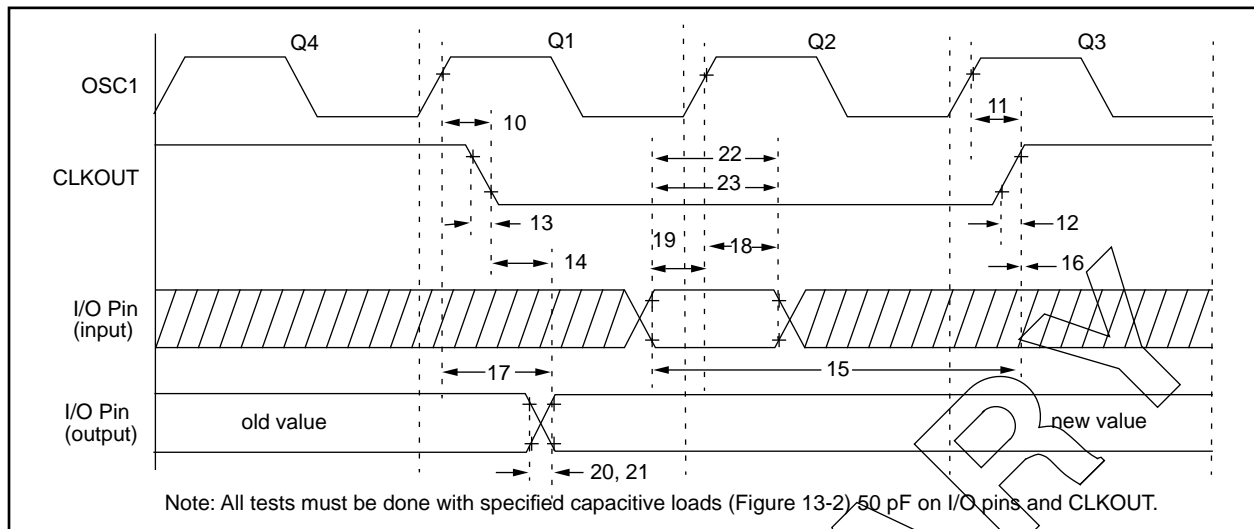 Q4 Q1 Q2 Q3
OSC1
10 11
22
CLKOUT
23
13 19 18 12
14 16
I/O Pin
(input)
17 15
I/O Pin
(output)
old value new value
20, 21
Note: All tests must be done with specified capacitive loads (Figure 13-2) 50 pF on I/O pins and CLKOUT.
RY